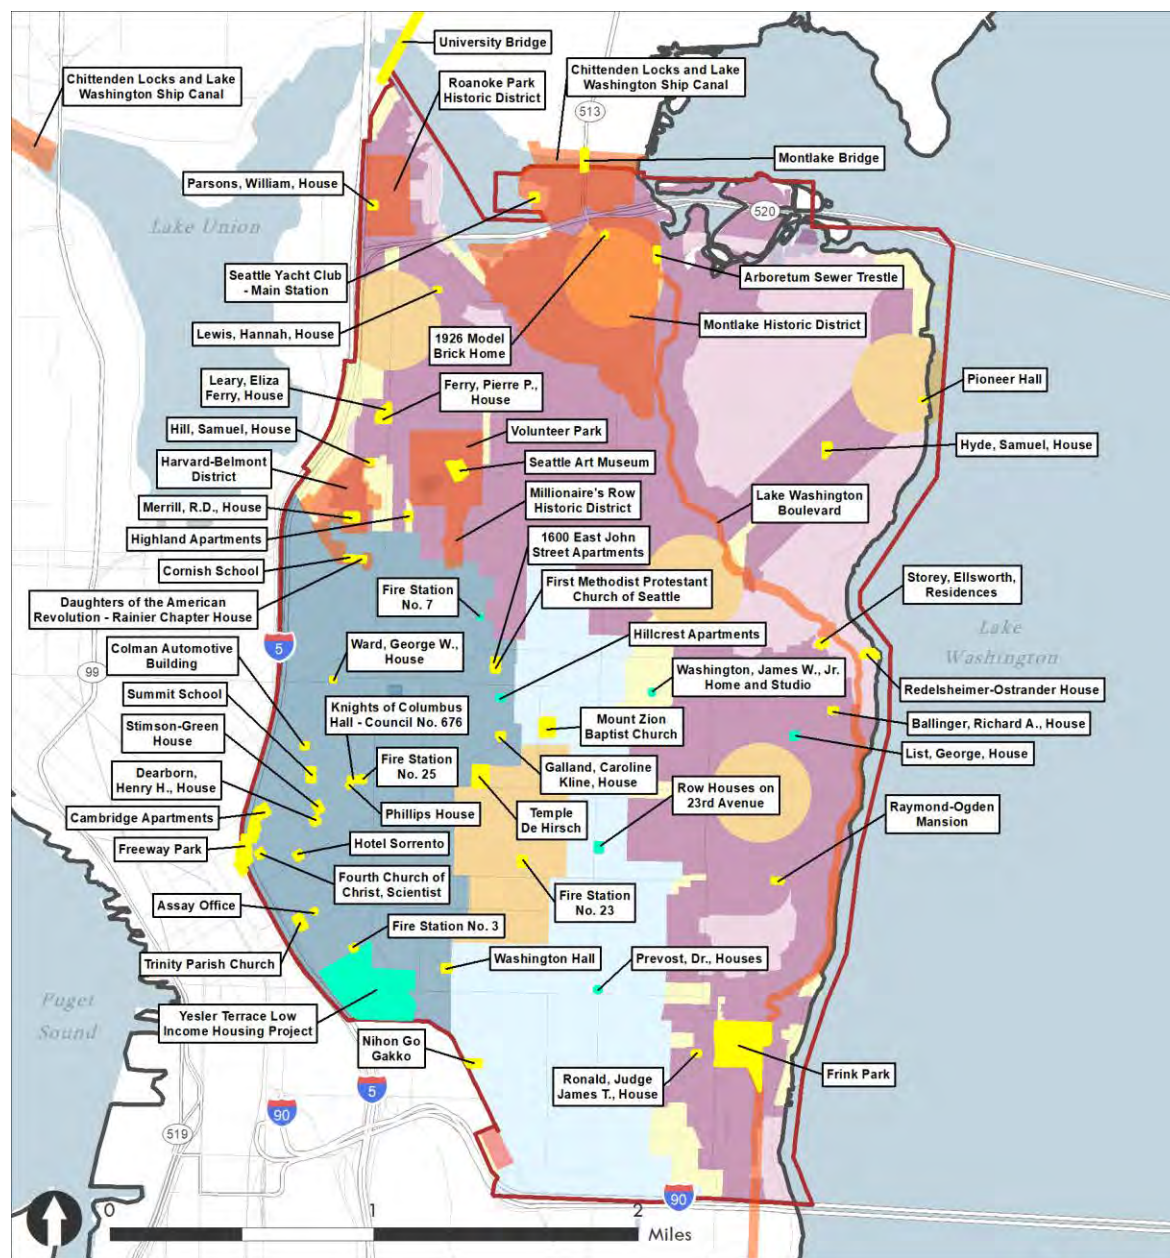 University Bridge
Chittenden Locks and Lake
Washington Ship Canal
Roanoke Park
Historic District
Chittenden Locks and Lake
Washington Ship Canal
513
Montlake Bridge
Parsons, William, House
520
Lake Union
Seattle Yacht Club
- Main Station
Arboretum Sewer Trestle
Lewis, Hannah, House
1926 Model
Brick Home
Montlake Historic District
Leary, Eliza
Ferry, House
Ferry, Pierre P.,
House
Pioneer Hall
Hill, Samuel, House
Volunteer Park
Hyde, Samuel, House
Harvard-Belmont
District
Seattle Art Museum
Merrill, R.D., House
Millionaire's Row
Historic District
Lake Washington
Boulevard
Highland Apartments
1600 East John
Street Apartments
Cornish School
First Methodist Protestant
Church of Seattle
Storey, Ellsworth,
Residences
Daughters of the American
Revolution - Rainier Chapter House
Fire Station
No. 7
Hillcrest Apartments
Lake
Washington
5
99
Colman Automotive
Building
Ward, George W.,
House
Washington, James W., Jr.
Home and Studio
Redelsheimer-Ostrander House
Summit School
Knights of Columbus
Hall - Council No. 676
Mount Zion
Baptist Church
Ballinger, Richard A., House
Stimson-Green
House
List, George, House
Dearborn,
Henry H., House
Fire Station
No. 25
Galland, Caroline
Kline, House
Row Houses on
23rd Avenue
Cambridge Apartments
Phillips House
Temple
De Hirsch
Raymond-Ogden
Mansion
Freeway Park
Hotel Sorrento
Fourth Church of
Christ, Scientist
Fire Station
No. 23
Assay Office
Fire Station No. 3
Trinity Parish Church
Washington Hall
Prevost, Dr., Houses
Puget
Sound
Yesler Terrace Low
Income Housing Project
Nihon Go
Gakko
Ronald, Judge
James T., House
Frink Park
5
90
519
90
0
1
2
Miles